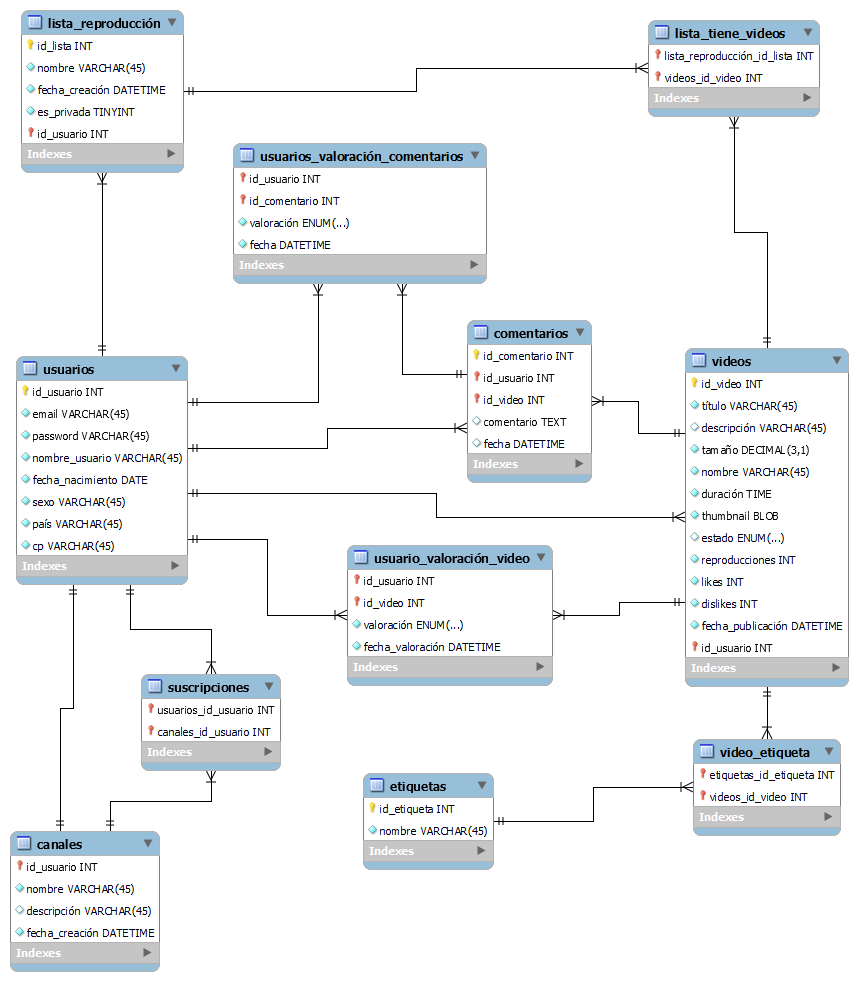 lista_reproducción
id_lista INT
nombre VARCHAR(45)
fecha_creación DATETIME
es_privada TINYINT
id_usuario INT
Indexes
lista_tiene_videos
lista_reproducción_id_lista INT
videos_id_video INT
Indexes
usuarios_valoración_comentarios
id_usuario INT
id_comentario INT
valoración ENUM(...)
fecha DATETIME
Indexes
comentarios
id_comentario INT
id_usuario INT
id_video INT
comentario TEXT
fecha DATETIME
Indexes
usuarios
id_usuario INT
email VARCHAR(45)
password VARCHAR(45)
nombre_usuario VARCHAR(45)
fecha_nacimiento DATE
sexo VARCHAR(45)
país VARCHAR(45)
cp VARCHAR(45)
Indexes
videos
id_video INT
título VARCHAR(45)
descripción VARCHAR(45)
tamaño DECIMAL(3,1)
nombre VARCHAR(45)
duración TIME
thumbnail BLOB
estado ENUM(...)
reproducciones INT
likes INT
dislikes INT
fecha_publicación DATETIME
id_usuario INT
Indexes
usuario_valoración_video
id_usuario INT
id_video INT
valoración ENUM(...)
fecha_valoración DATETIME
Indexes
suscripciones
usuarios_id_usuario INT
canales_id_usuario INT
Indexes
video_etiqueta
etiquetas_id_etiqueta INT
videos_id_video INT
Indexes
etiquetas
id_etiqueta INT
nombre VARCHAR(45)
Indexes
canales
id_usuario INT
nombre VARCHAR(45)
descripción VARCHAR(45)
fecha_creación DATETIME
Indexes